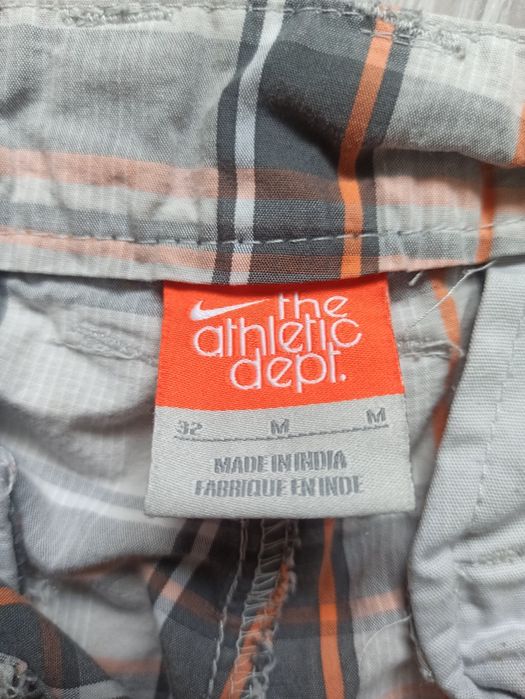 the
athletic
dept.
32 M M
MADE IN INDIA
FABRIQUE EN INDE